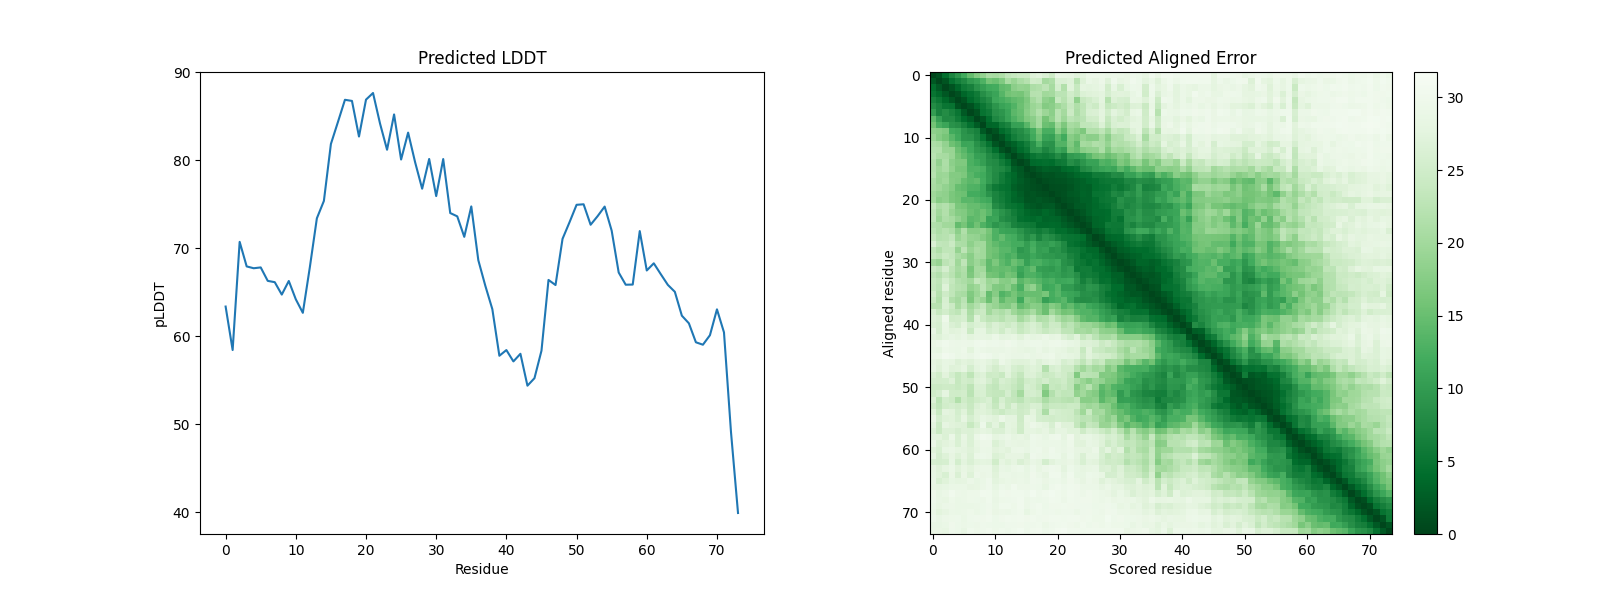 Predicted LDDT
90
80
70
60
50
40
pLDDT
0 10 20 30 40 50 60 70
Residue
Predicted Aligned Error
0
10
20
30
40
50
60
70
Aligned residue
0 10 20 30 40 50 60 70
Scored residue
30
25
20
15
10
5
0